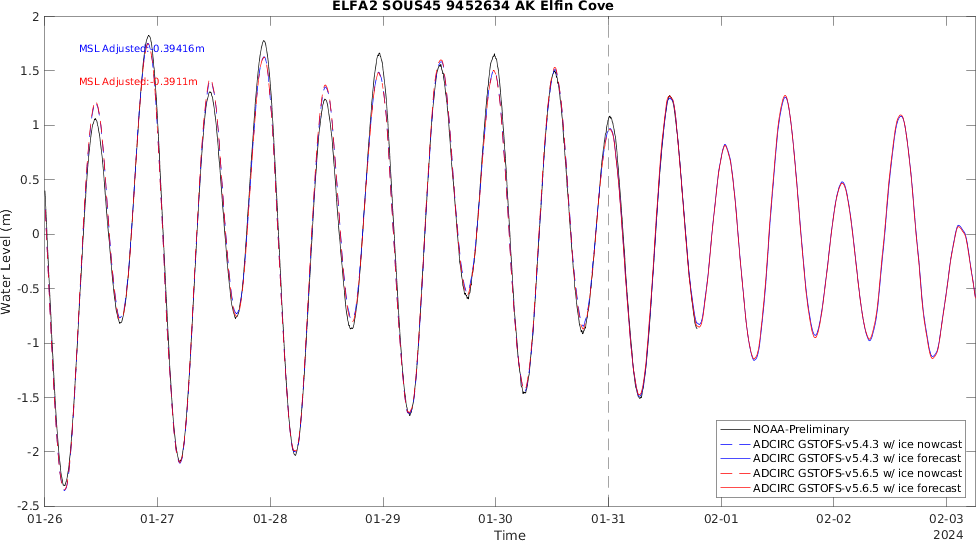 ELFA2 SOUS45 9452634 AK Elfin Cove
MSL Adjusted:-0.39416m
MSL Adjusted:-0.3911m
2
1.5
1
0.5
0
-0.5
-1
-1.5
-2
-2.5
Water Level (m)
NOAA-Preliminary
ADCIRC GSTOFS-v5.4.3 w/ ice nowcast
ADCIRC GSTOFS-v5.4.3 w/ ice forecast
ADCIRC GSTOFS-v5.6.5 w/ ice nowcast
ADCIRC GSTOFS-v5.6.5 w/ ice forecast
01-26 01-27 01-28 01-29 01-30 01-31 02-01 02-02 02-03
Time 2024